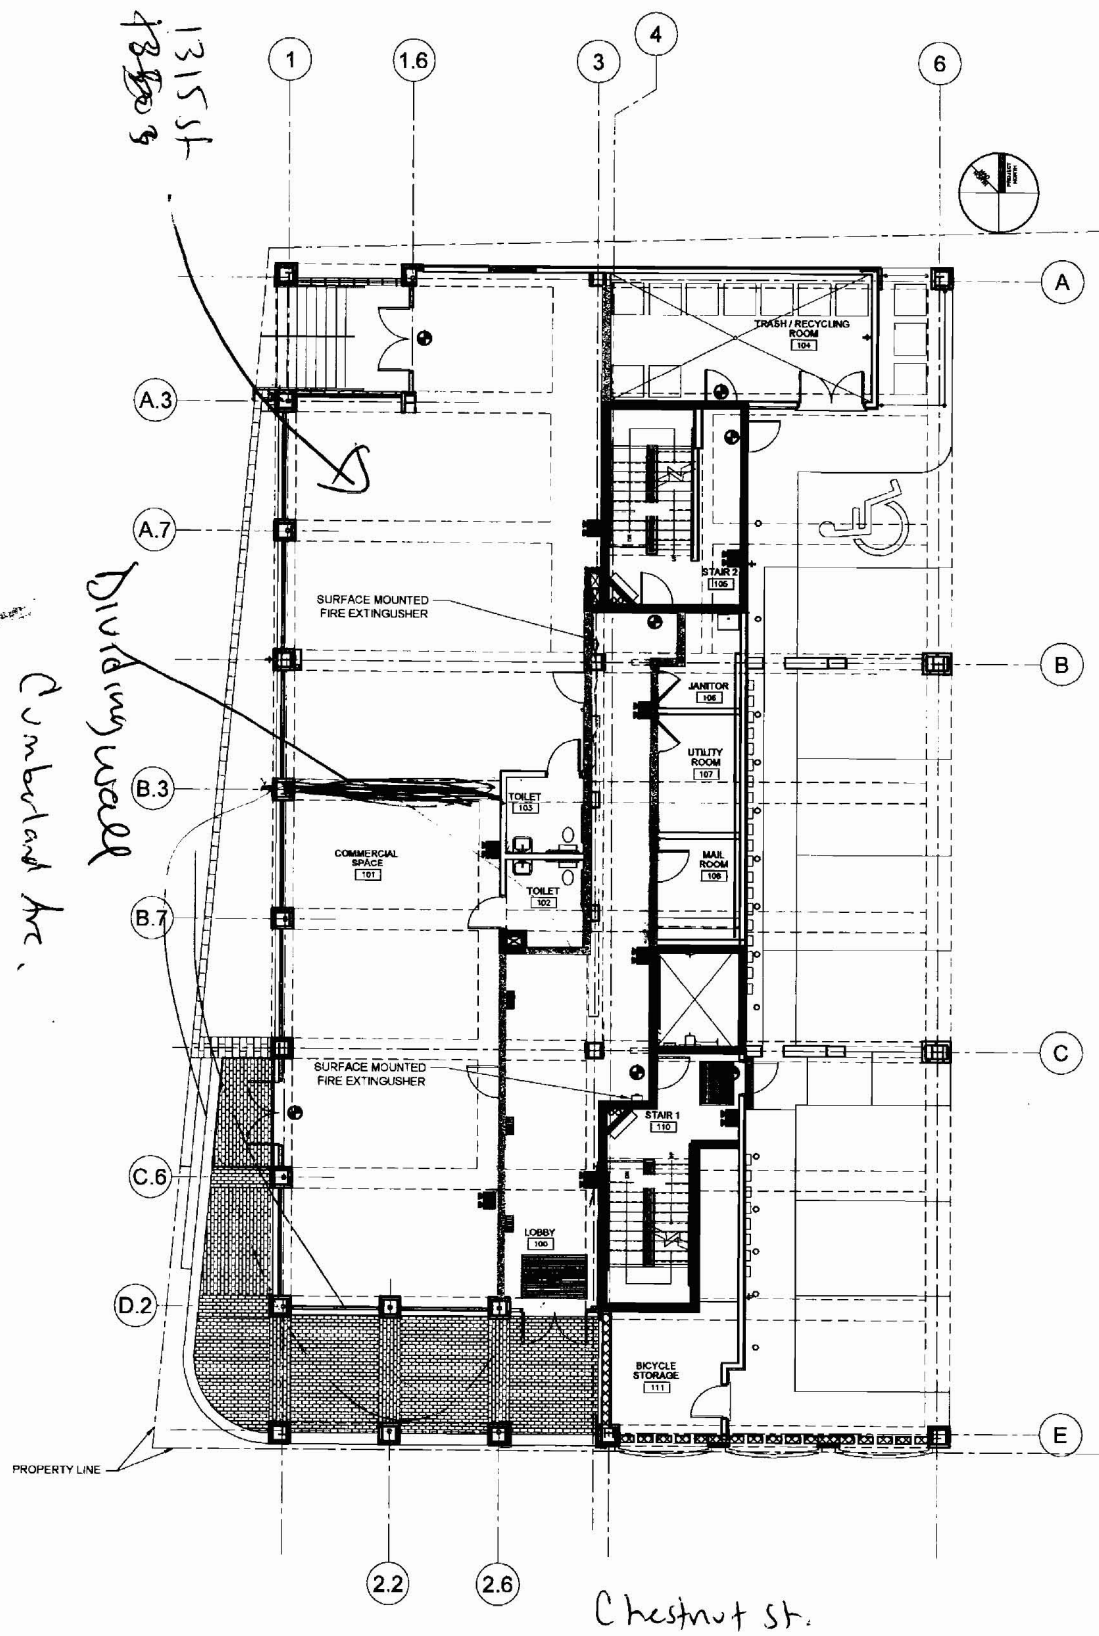 1315 sf
1
1.6
3
4
6
PROJECT
NORTH
A
TRASH / RECYCLING
ROOM
104
A.3
A.7
STAIR 2
105
SURFACE MOUNTED
FIRE EXTINGUSHER
Dividing wall
B
JANITOR
106
UTILITY
ROOM
107
B.3
TOILET
103
COMMERCIAL
SPACE
101
MAIL
ROOM
108
TOILET
102
Cumberland Ave.
B.7
C
SURFACE MOUNTED
FIRE EXTINGUSHER
STAIR 1
110
C.6
LOBBY
100
D.2
BICYCLE
STORAGE
111
E
PROPERTY LINE
2.2
2.6
Chestnut St.